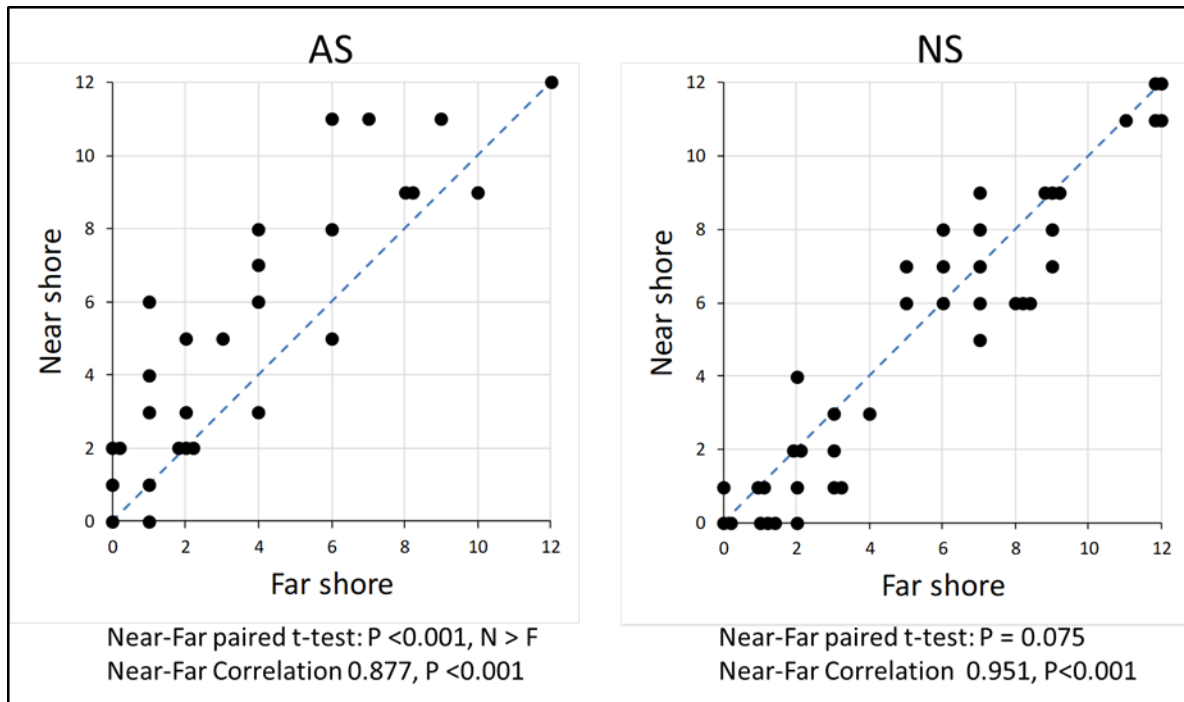 AS
12
10
8
6
4
2
0
0 2 4 6 8 10 12
Near shore
Far shore
Near-Far paired t-test: P <0.001, N > F
Near-Far Correlation 0.877, P <0.001
NS
12
10
8
6
4
2
0
0 2 4 6 8 10 12
Near shore
Far shore
Near-Far paired t-test: P = 0.075
Near-Far Correlation 0.951, P<0.001